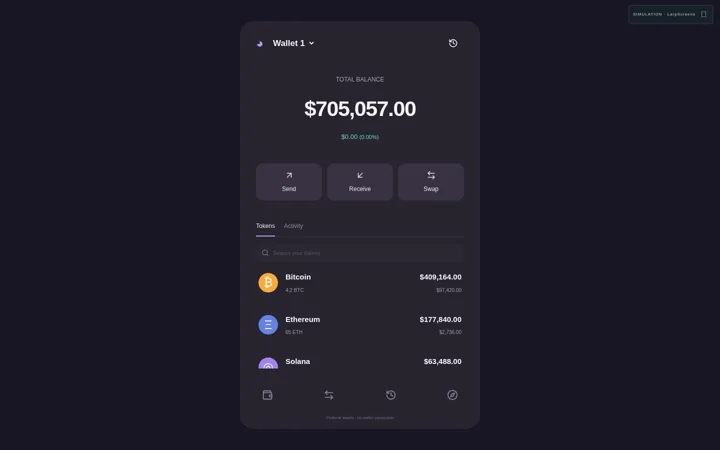 SIMULATION · LarpScreens
Wallet 1
TOTAL BALANCE
$705,057.00
$0.00 (0.00%)
Send
Receive
Swap
Tokens
Activity
Search your tokens
Bitcoin
$409,164.00
4.2 BTC
$97,420.00
Ethereum
$177,840.00
65 ETH
$2,736.00
Solana
$63,488.00